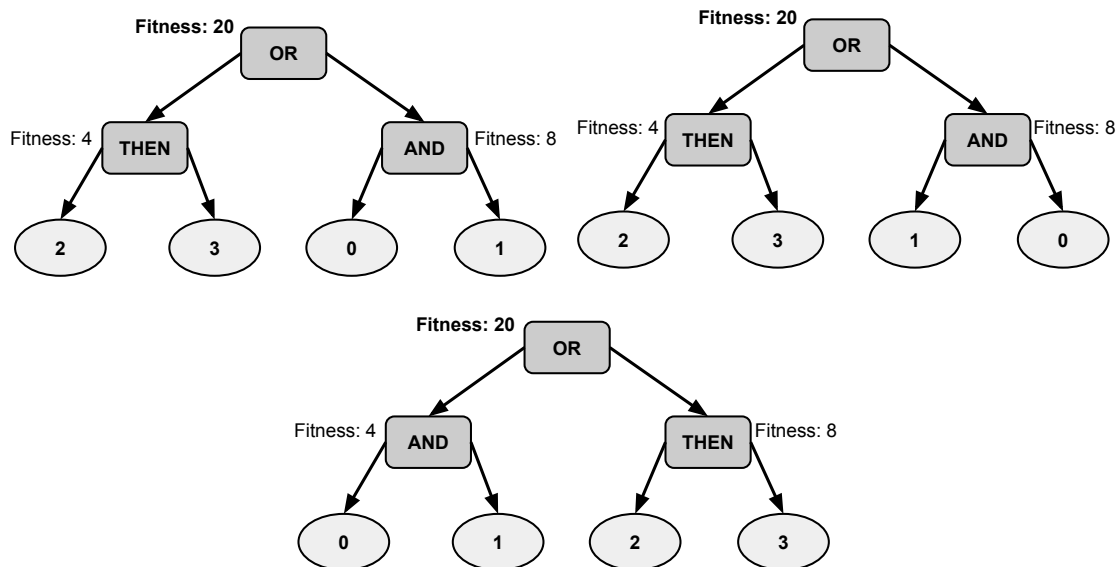 Fitness: 20
OR
Fitness: 4
THEN
AND
Fitness: 8
2
3
0
1
Fitness: 20
OR
Fitness: 4
THEN
AND
Fitness: 8
2
3
1
0
Fitness: 20
OR
Fitness: 4
AND
THEN
Fitness: 8
0
1
2
3